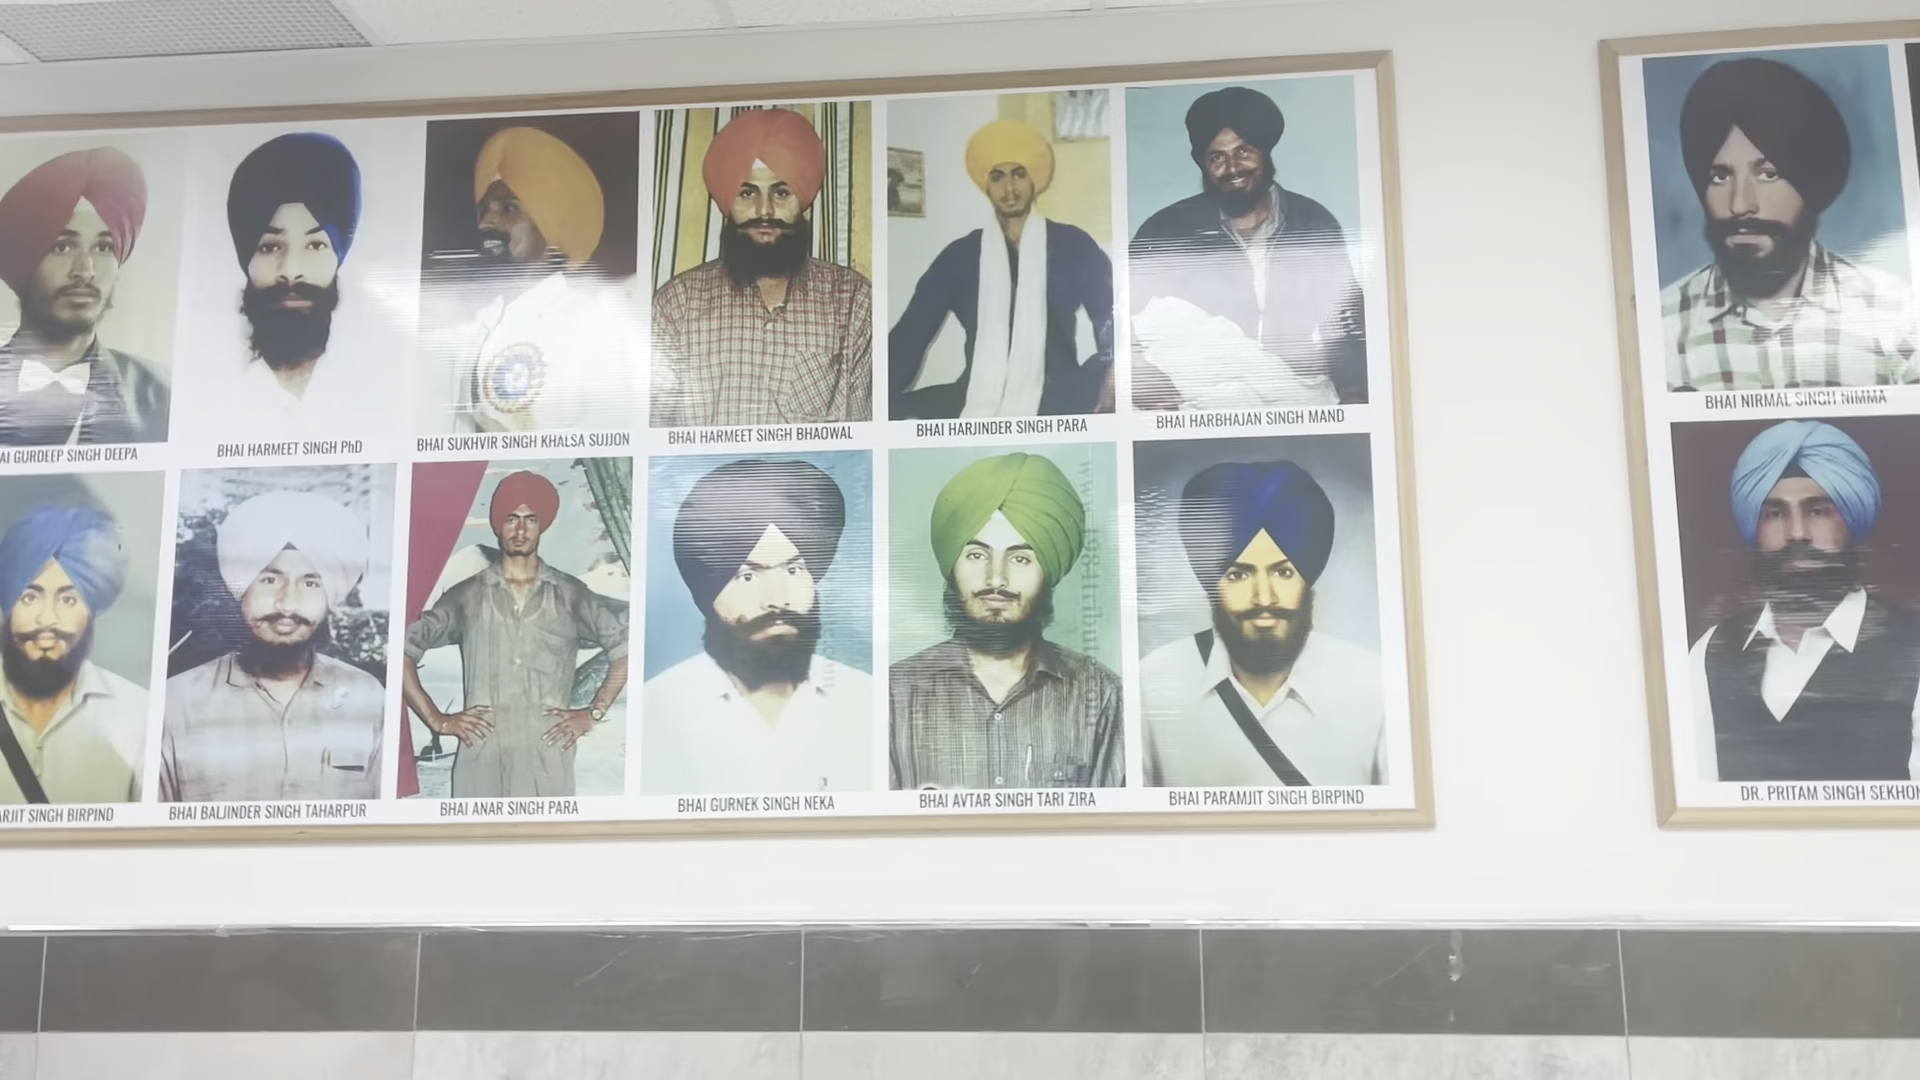 AI GURDEEP SINGH DEEPA
BHAI HARMEET SINGH PhD
BHAI SUKHVIR SINGH KHALSA SUJJON
BHAI HARMEET SINGH BHAOWAL
BHAI HARJINDER SINGH PARA
BHAI HARBHAJAN SINGH MAND
BHAI NIRMAL SINGH NIMMA
RJIT SINGH BIRPIND
BHAI BALJINDER SINGH TAHARPUR
BHAI ANAR SINGH PARA
BHAI GURNEK SINGH NEKA
BHAI AVTAR SINGH TARI ZIRA
BHAI PARAMJIT SINGH BIRPIND
DR. PRITAM SINGH SEKHON